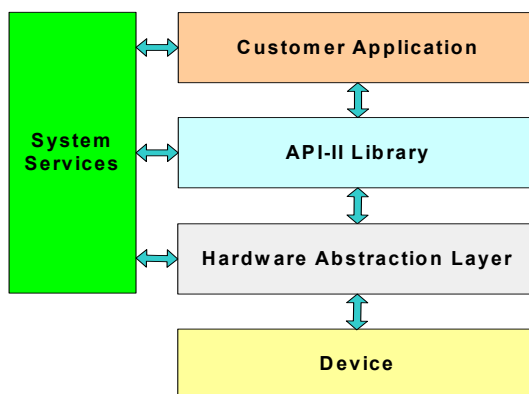 Customer Application
System
Services
API-II Library
Hardware Abstraction Layer
Device